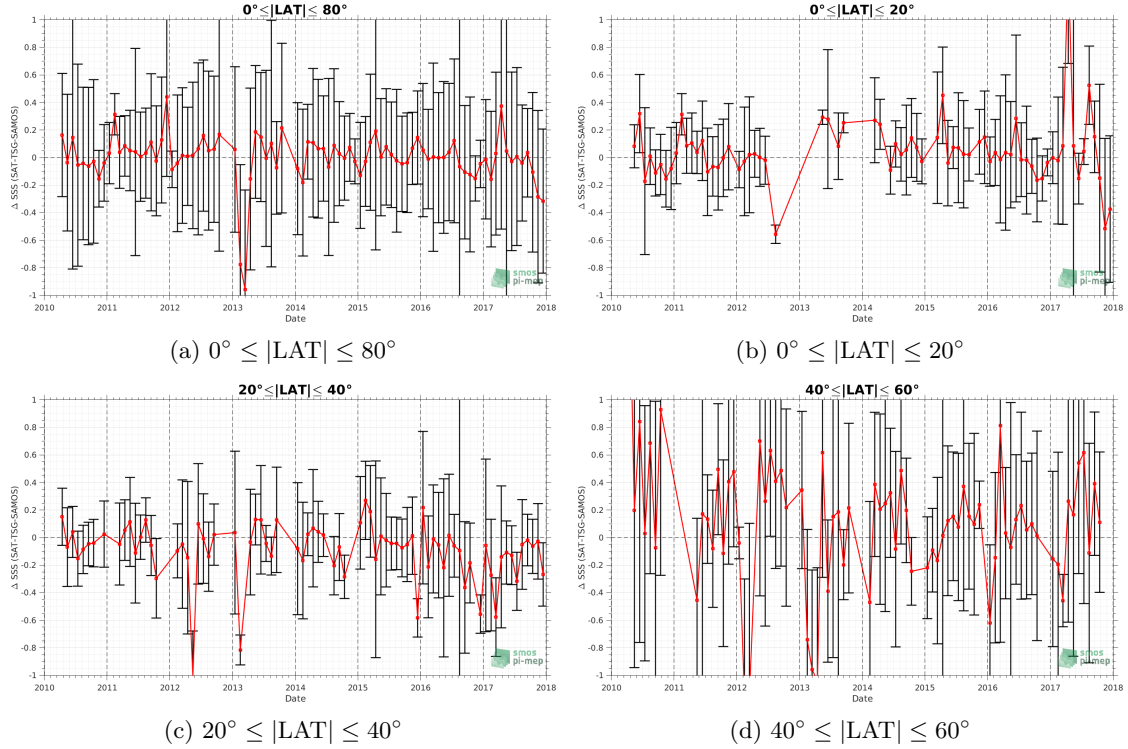 0°≤|LAT|≤ 80°
Δ SSS (SAT-TSG-SAMOS)
1
0.8
0.6
0.4
0.2
0
-0.2
-0.4
-0.6
-0.8
-1
2010 2011 2012 2013 2014 2015 2016 2017 2018
Date
smos
pi-mep
(a) 0° ≤ |LAT| ≤ 80°
0°≤|LAT|≤ 20°
Δ SSS (SAT-TSG-SAMOS)
1
0.8
0.6
0.4
0.2
0
-0.2
-0.4
-0.6
-0.8
-1
2010 2011 2012 2013 2014 2015 2016 2017 2018
Date
smos
pi-mep
(b) 0° ≤ |LAT| ≤ 20°
20°≤|LAT|≤ 40°
Δ SSS (SAT-TSG-SAMOS)
1
0.8
0.6
0.4
0.2
0
-0.2
-0.4
-0.6
-0.8
-1
2010 2011 2012 2013 2014 2015 2016 2017 2018
Date
smos
pi-mep
(c) 20° ≤ |LAT| ≤ 40°
40°≤|LAT|≤ 60°
Δ SSS (SAT-TSG-SAMOS)
1
0.8
0.6
0.4
0.2
0
-0.2
-0.4
-0.6
-0.8
-1
2010 2011 2012 2013 2014 2015 2016 2017 2018
Date
smos
pi-mep
(d) 40° ≤ |LAT| ≤ 60°